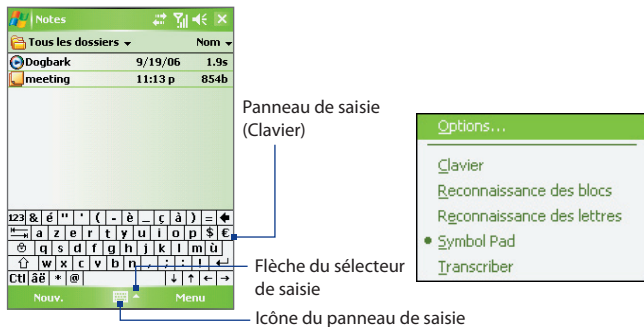 Notes
Tous les dossiers Nom
Dogbark 9/19/06 1.9s
meeting 11:13 p 854b
Panneau de saisie
(Clavier)
123 & é " ' ( - è _ ç à ) =
a z e r t y u i o p $ €
q s d f g h j k l m ù
w x c v b n , ; : !
Ctl áë * @ ↓ ↑ ← →
Nouv. Menu
Flèche du sélecteur
de saisie
Icône du panneau de saisie
Options...
Clavier
Reconnaissance des blocs
Reconnaissance des lettres
Symbol Pad
Transcriber